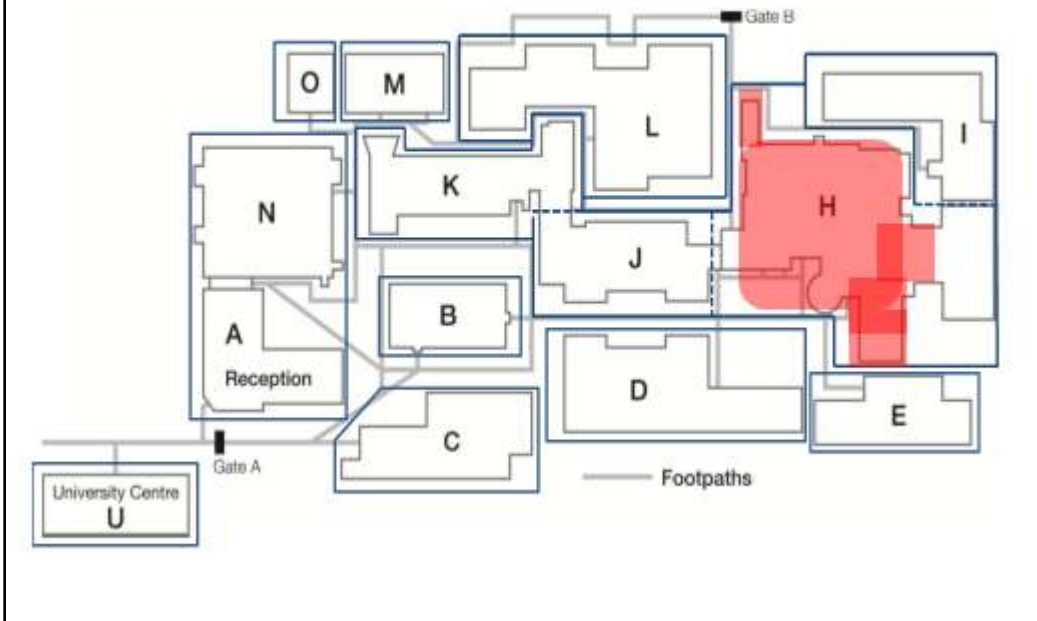 Gate B
O
M
L
I
K
N
H
J
B
A
Reception
D
E
C
Gate A
Footpaths
University Centre
U